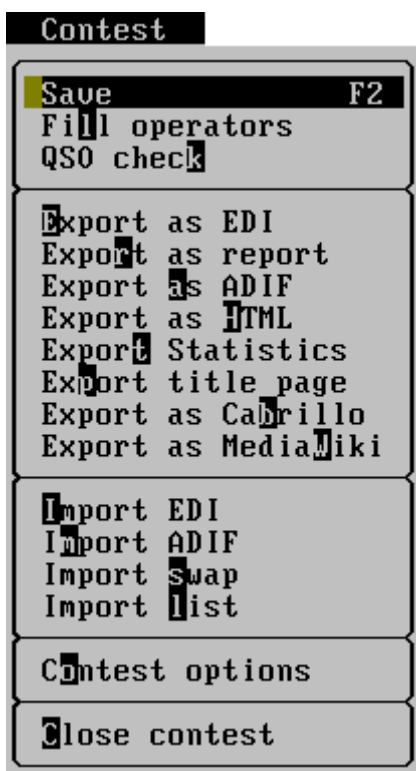 Contest
Save F2
Fill operators
QSO check
Export as EDI
Export as report
Export as ADIF
Export as HTML
Export Statistics
Export title page
Export as Cabrillo
Export as MediaWiki
Import EDI
Import ADIF
Import swap
Import list
Contest options
Close contest